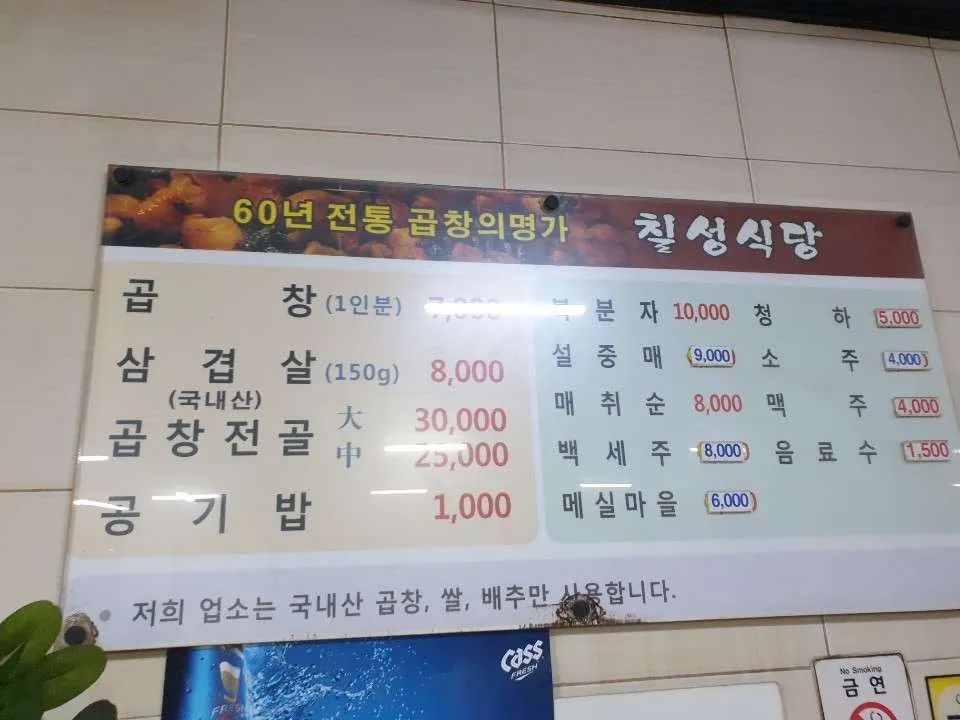 60년 전통 곱창의명가 칠성식당
곱 창 (1인분) 7,000
삼 겹 살 (150g) 8,000
(국내산)
곱창전골 大 30,000
中 25,000
공 기 밥 1,000
복 분 자 10,000 청 하 5,000
설 중 매 9,000 소 주 4,000
매 취 순 8,000 맥 주 4,000
백 세 주 8,000 음 료 수 1,500
메실마을 6,000
저희 업소는 국내산 곱창, 쌀, 배추만 사용합니다.
Cass
FRESH
FRESH
No Smoking
금연